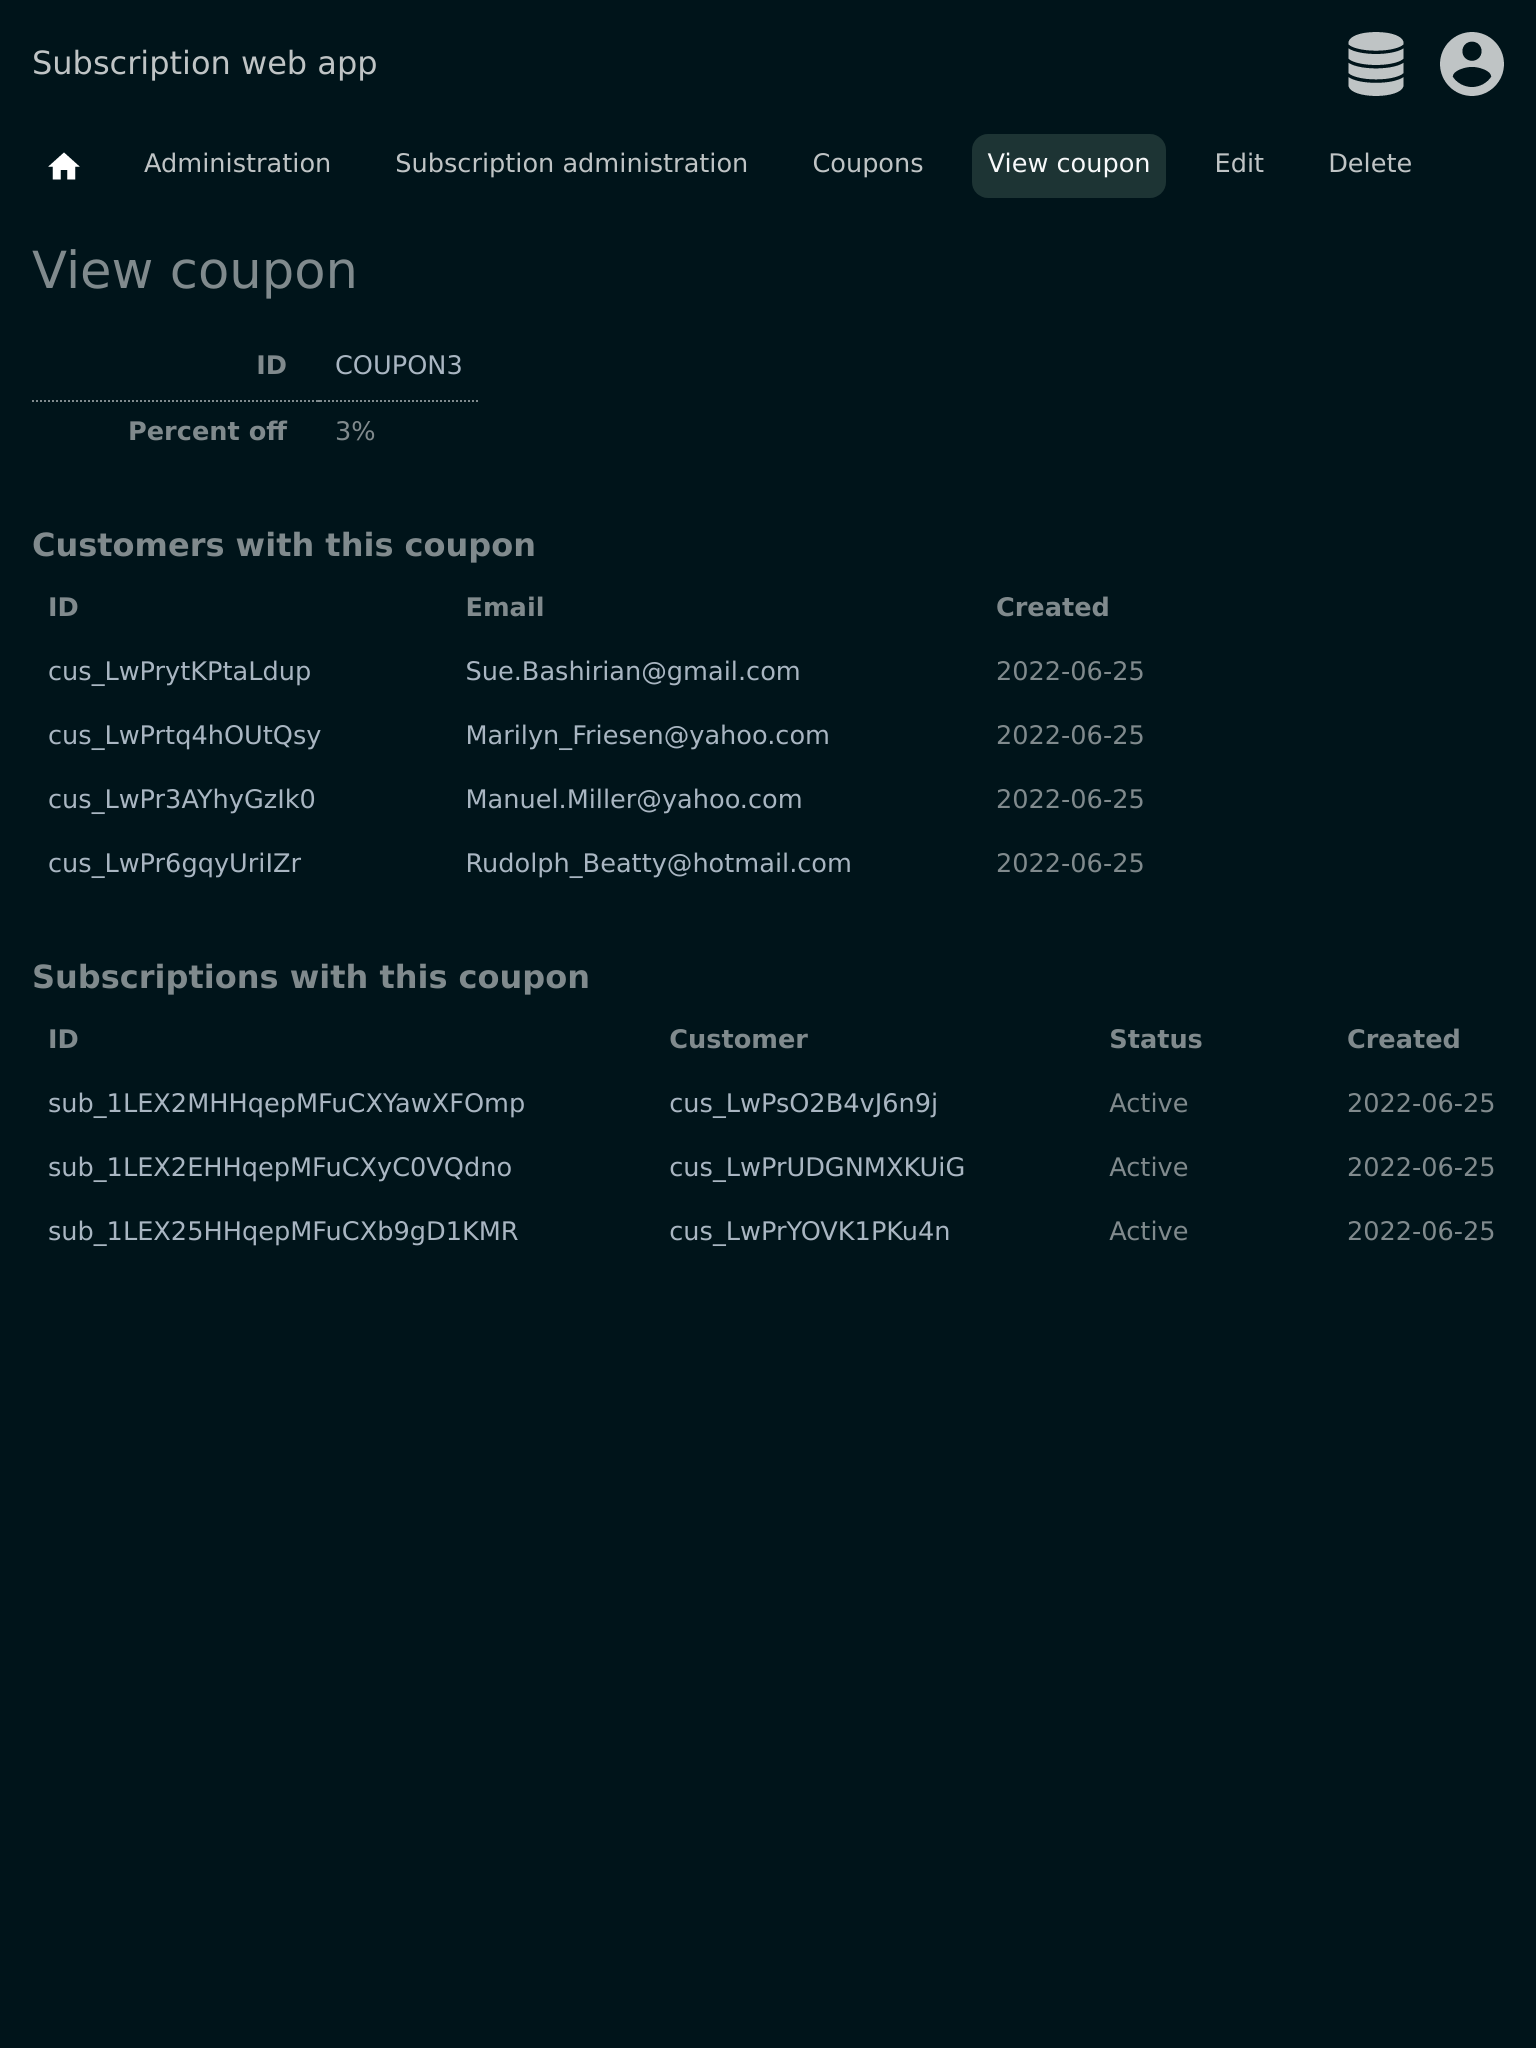 Subscription web app
Administration Subscription administration Coupons View coupon Edit Delete
View coupon
ID COUPON3
Percent off 3%
Customers with this coupon
ID Email Created
cus_LwPrytKPtaLdup Sue.Bashirian@gmail.com 2022-06-25
cus_LwPrtq4hOUtQsy Marilyn_Friesen@yahoo.com 2022-06-25
cus_LwPr3AYhyGzIk0 Manuel.Miller@yahoo.com 2022-06-25
cus_LwPr6gqyUriIZr Rudolph_Beatty@hotmail.com 2022-06-25
Subscriptions with this coupon
ID Customer Status Created
sub_1LEX2MHHqepMFuCXYawXFOmp cus_LwPsO2B4vJ6n9j Active 2022-06-25
sub_1LEX2EHHqepMFuCXyC0VQdno cus_LwPrUDGNMXKUiG Active 2022-06-25
sub_1LEX25HHqepMFuCXb9gD1KMR cus_LwPrYOVK1PKu4n Active 2022-06-25